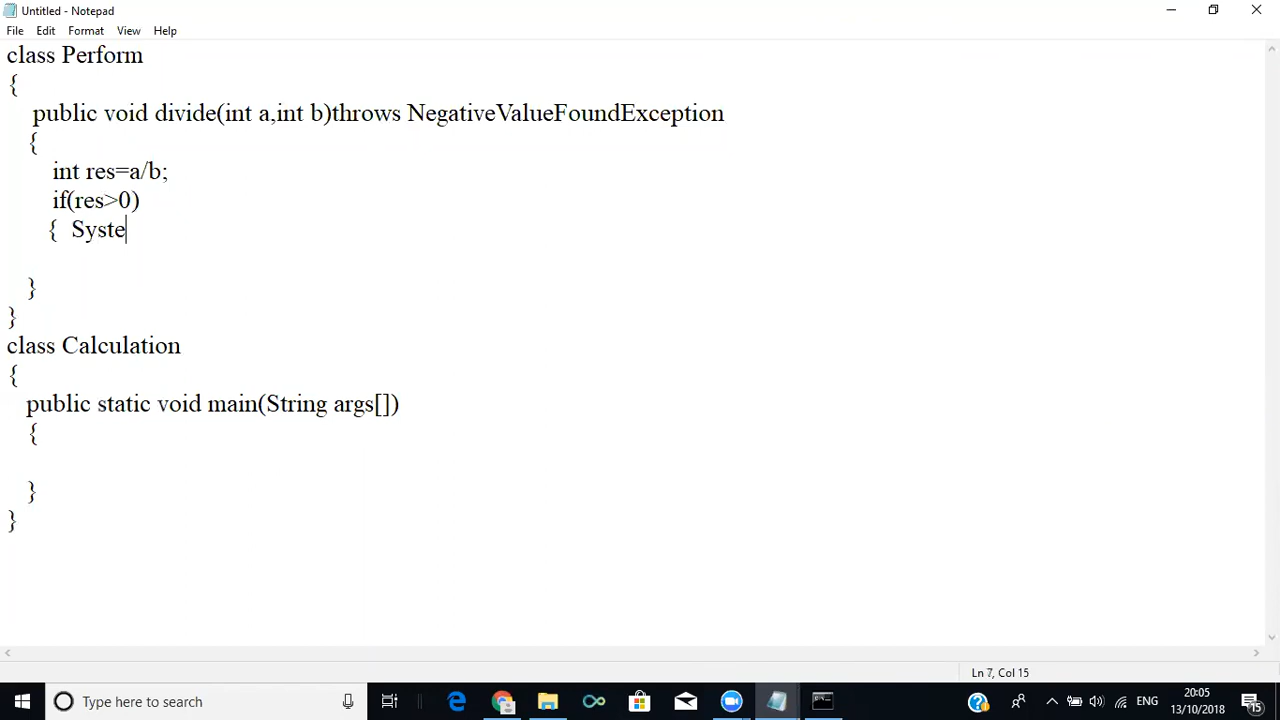 Untitled - Notepad
File Edit Format View Help
class Perform
{
public void divide(int a,int b)throws NegativeValueFoundException
{
int res=a/b;
if(res>0)
{ Syste
}
}
class Calculation
{
public static void main(String args[])
{
}
}
Ln 7, Col 15
Type here to search
ENG
20:05
13/10/2018
15